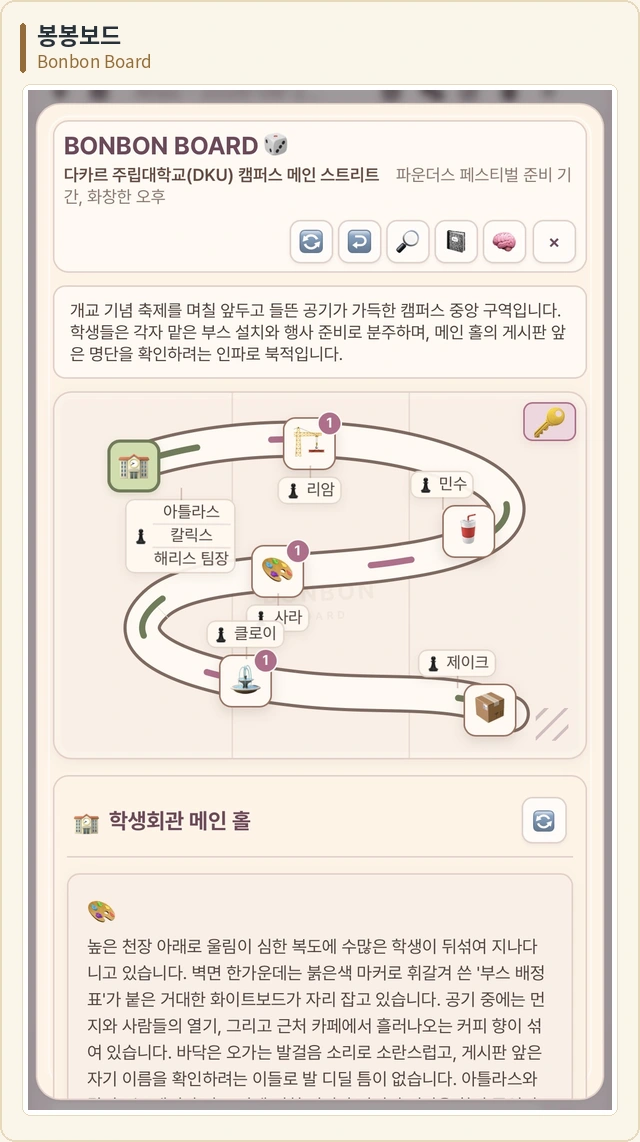 봉봉보드
Bonbon Board
BONBON BOARD
다카르 주립대학교(DKU) 캠퍼스 메인 스트리트 파운더스 페스티벌 준비 기
간, 화창한 오후
×
개교 기념 축제를 며칠 앞두고 들뜬 공기가 가득한 캠퍼스 중앙 구역입니다.
학생들은 각자 맡은 부스 설치와 행사 준비로 분주하며, 메인 홀의 게시판 앞
은 명단을 확인하려는 인파로 북적입니다.
1
리암
민수
아틀라스
칼릭스
해리스 팀장
1
사라
클로이
1
제이크
학생회관 메인 홀
높은 천장 아래로 울림이 심한 복도에 수많은 학생이 뒤섞여 지나다
니고 있습니다. 벽면 한가운데는 붉은색 마커로 휘갈겨 쓴 '부스 배정
표'가 붙은 거대한 화이트보드가 자리 잡고 있습니다. 공기 중에는 먼
지와 사람들의 열기, 그리고 근처 카페에서 흘러나오는 커피 향이 섞
여 있습니다. 바닥은 오가는 발걸음 소리로 소란스럽고, 게시판 앞은
자기 이름을 확인하려는 이들로 발 디딜 틈이 없습니다. 아틀라스와